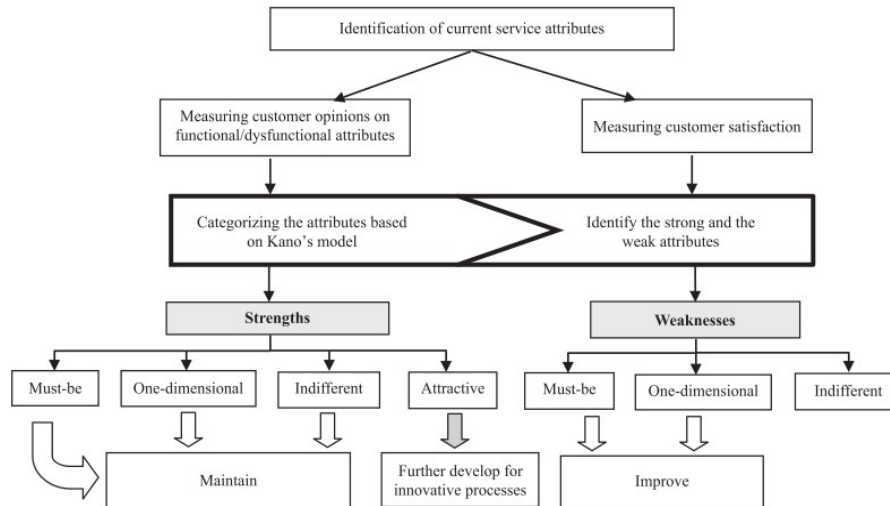 Identification of current service attributes
Measuring customer opinions on
functional/dysfunctional attributes
Measuring customer satisfaction
Categorizing the attributes based
on Kano's model
Identify the strong and the
weak attributes
Strengths
Weaknesses
Must-be
One-dimensional
Indifferent
Attractive
Must-be
One-dimensional
Indifferent
Maintain
Further develop for
innovative processes
Improve